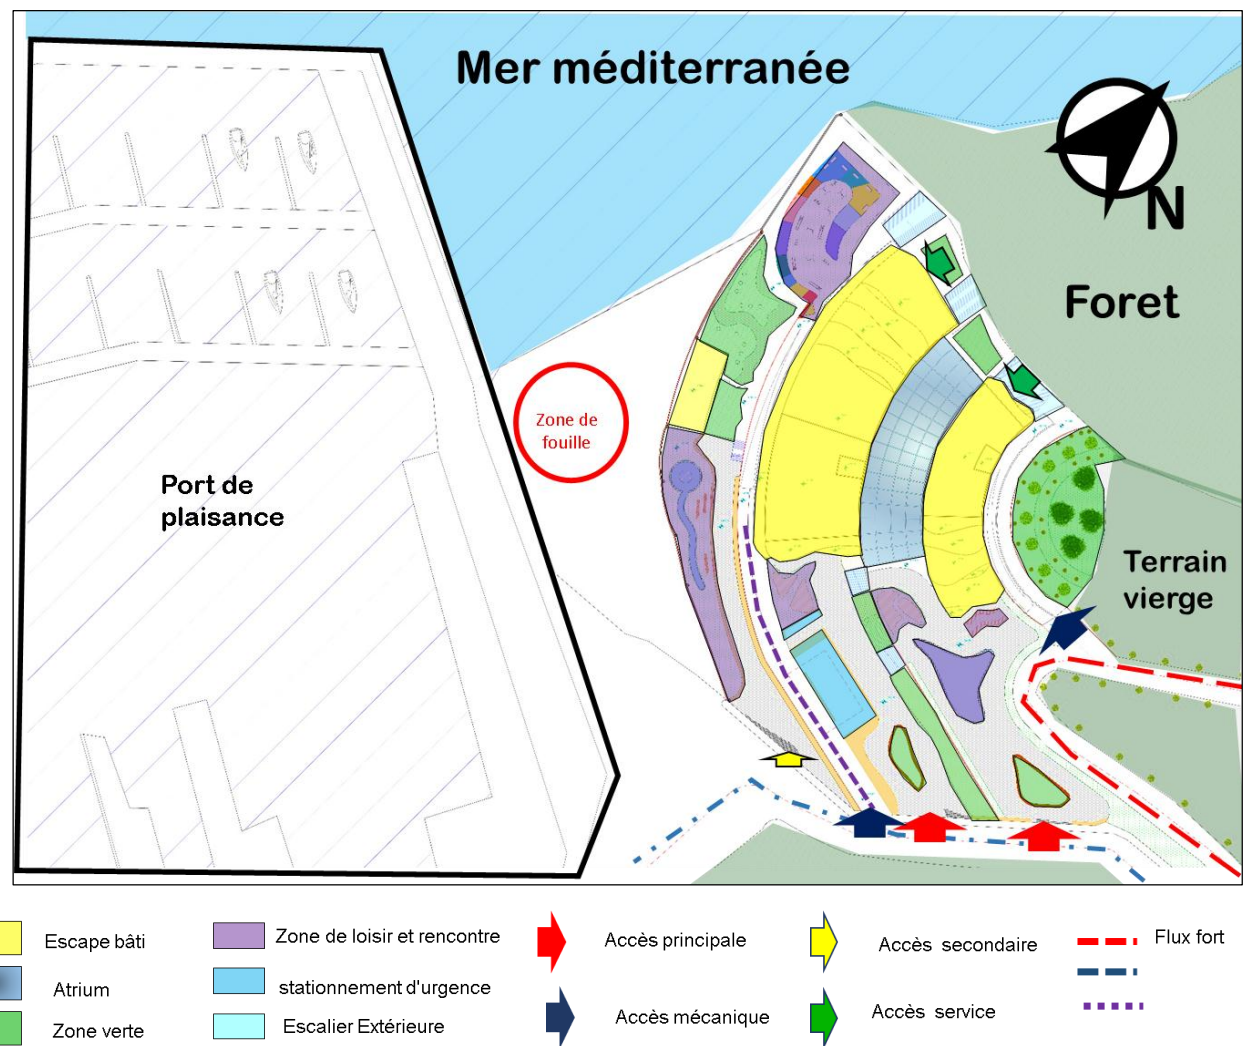 Mer méditerranée
N
Foret
Zone de
fouille
Port de
plaisance
Terrain
vierge
Escape bâti
Zone de loisir et rencontre
Accès principale
Accès secondaire
Flux fort
Atrium
stationnement d'urgence
Accès mécanique
Accès service
Zone verte
Escalier Extérieure